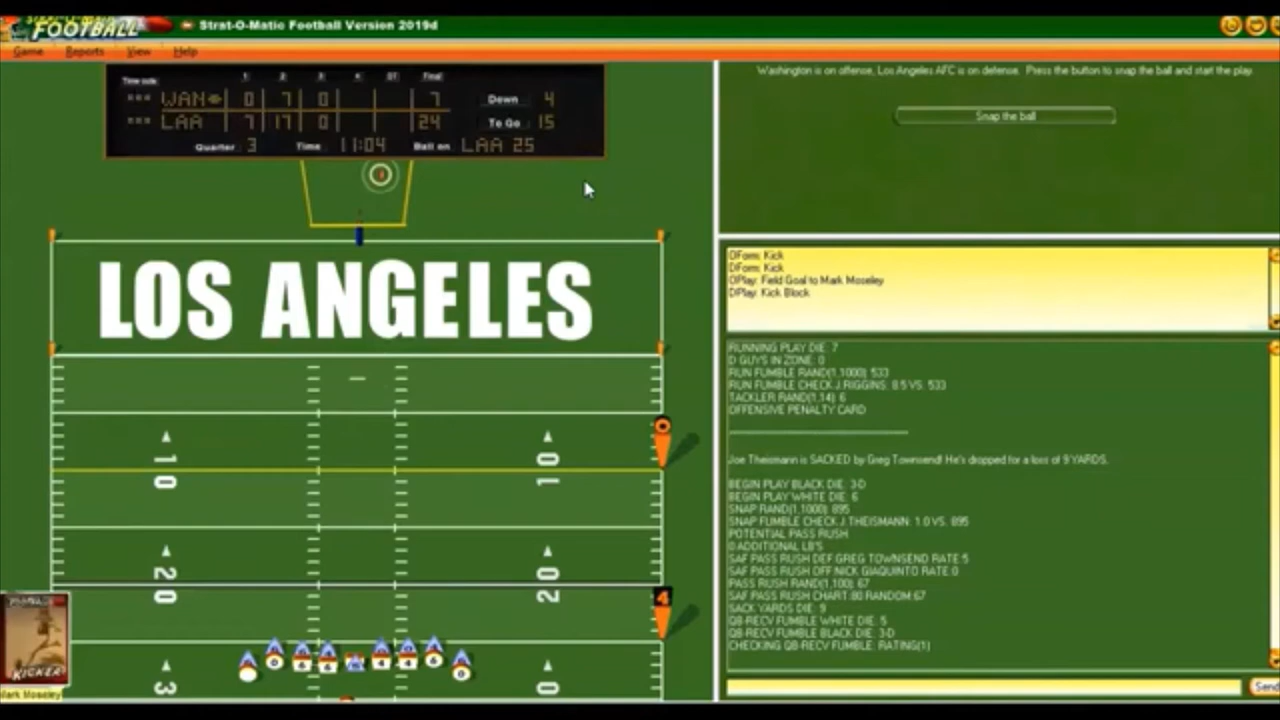 FOOTBALL
Strat-O-Matic Football Version 2019d
Game Reports View Help
Time outs 1 2 3 4 OT Final
*** WAN 0 7 0 7 Down 4
*** LAA 7 17 0 24 To Go 15
Quarter 3 Time 11:04 Ball on LAA 25
Washington is on offense, Los Angeles AFC is on defense. Press the button to snap the ball and start the play.
Snap the ball
LOS ANGELES
10 10
20 20
3 0
4
KICKER
Mark Moseley
DForm: Kick
OPlay: Field Goal to Mark Moseley
DPlay: Kick Block
RUNNING PLAY DIE: 7
D GUYS IN ZONE: 0
RUN FUMBLE RAND(1,1000): 533
RUN FUMBLE CHECK J.RIGGINS: 8.5 VS. 533
TACKLER RAND(1,14): 6
OFFENSIVE PENALTY CARD
Joe Theismann is SACKED by Greg Townsend! He's dropped for a loss of 9 YARDS.
BEGIN PLAY BLACK DIE: 3-D
BEGIN PLAY WHITE DIE: 6
SNAP RAND(1,1000): 895
SNAP FUMBLE CHECK J.THEISMANN: 1.0 VS. 895
POTENTIAL PASS RUSH
0 ADDITIONAL LB'S
SAF PASS RUSH DEF GREG TOWNSEND RATE:5
SAF PASS RUSH OFF NICK GIAQUINTO RATE:0
PASS RUSH RAND(1,100): 67
SAF PASS RUSH CHART:80 RANDOM:67
SACK YARDS DIE: 9
QB-RECV FUMBLE WHITE DIE: 5
QB-RECV FUMBLE BLACK DIE: 3-D
CHECKING QB-RECV FUMBLE: RATING(1)
Send